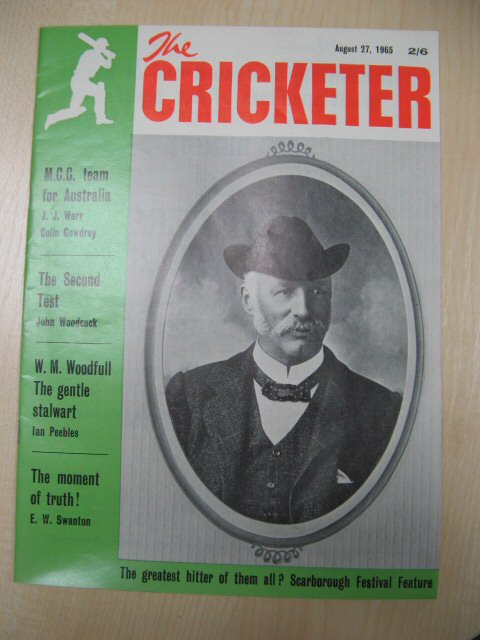 The
CRICKETER
August 27, 1965 2/6
M.C.C. team
for Australia
J. J. Warr
Colin Cowdrey
The Second
Test
John Woodcock
W. M. Woodfull
The gentle
stalwart
Ian Peebles
The moment
of truth!
E. W. Swanton
The greatest hitter of them all? Scarborough Festival Feature